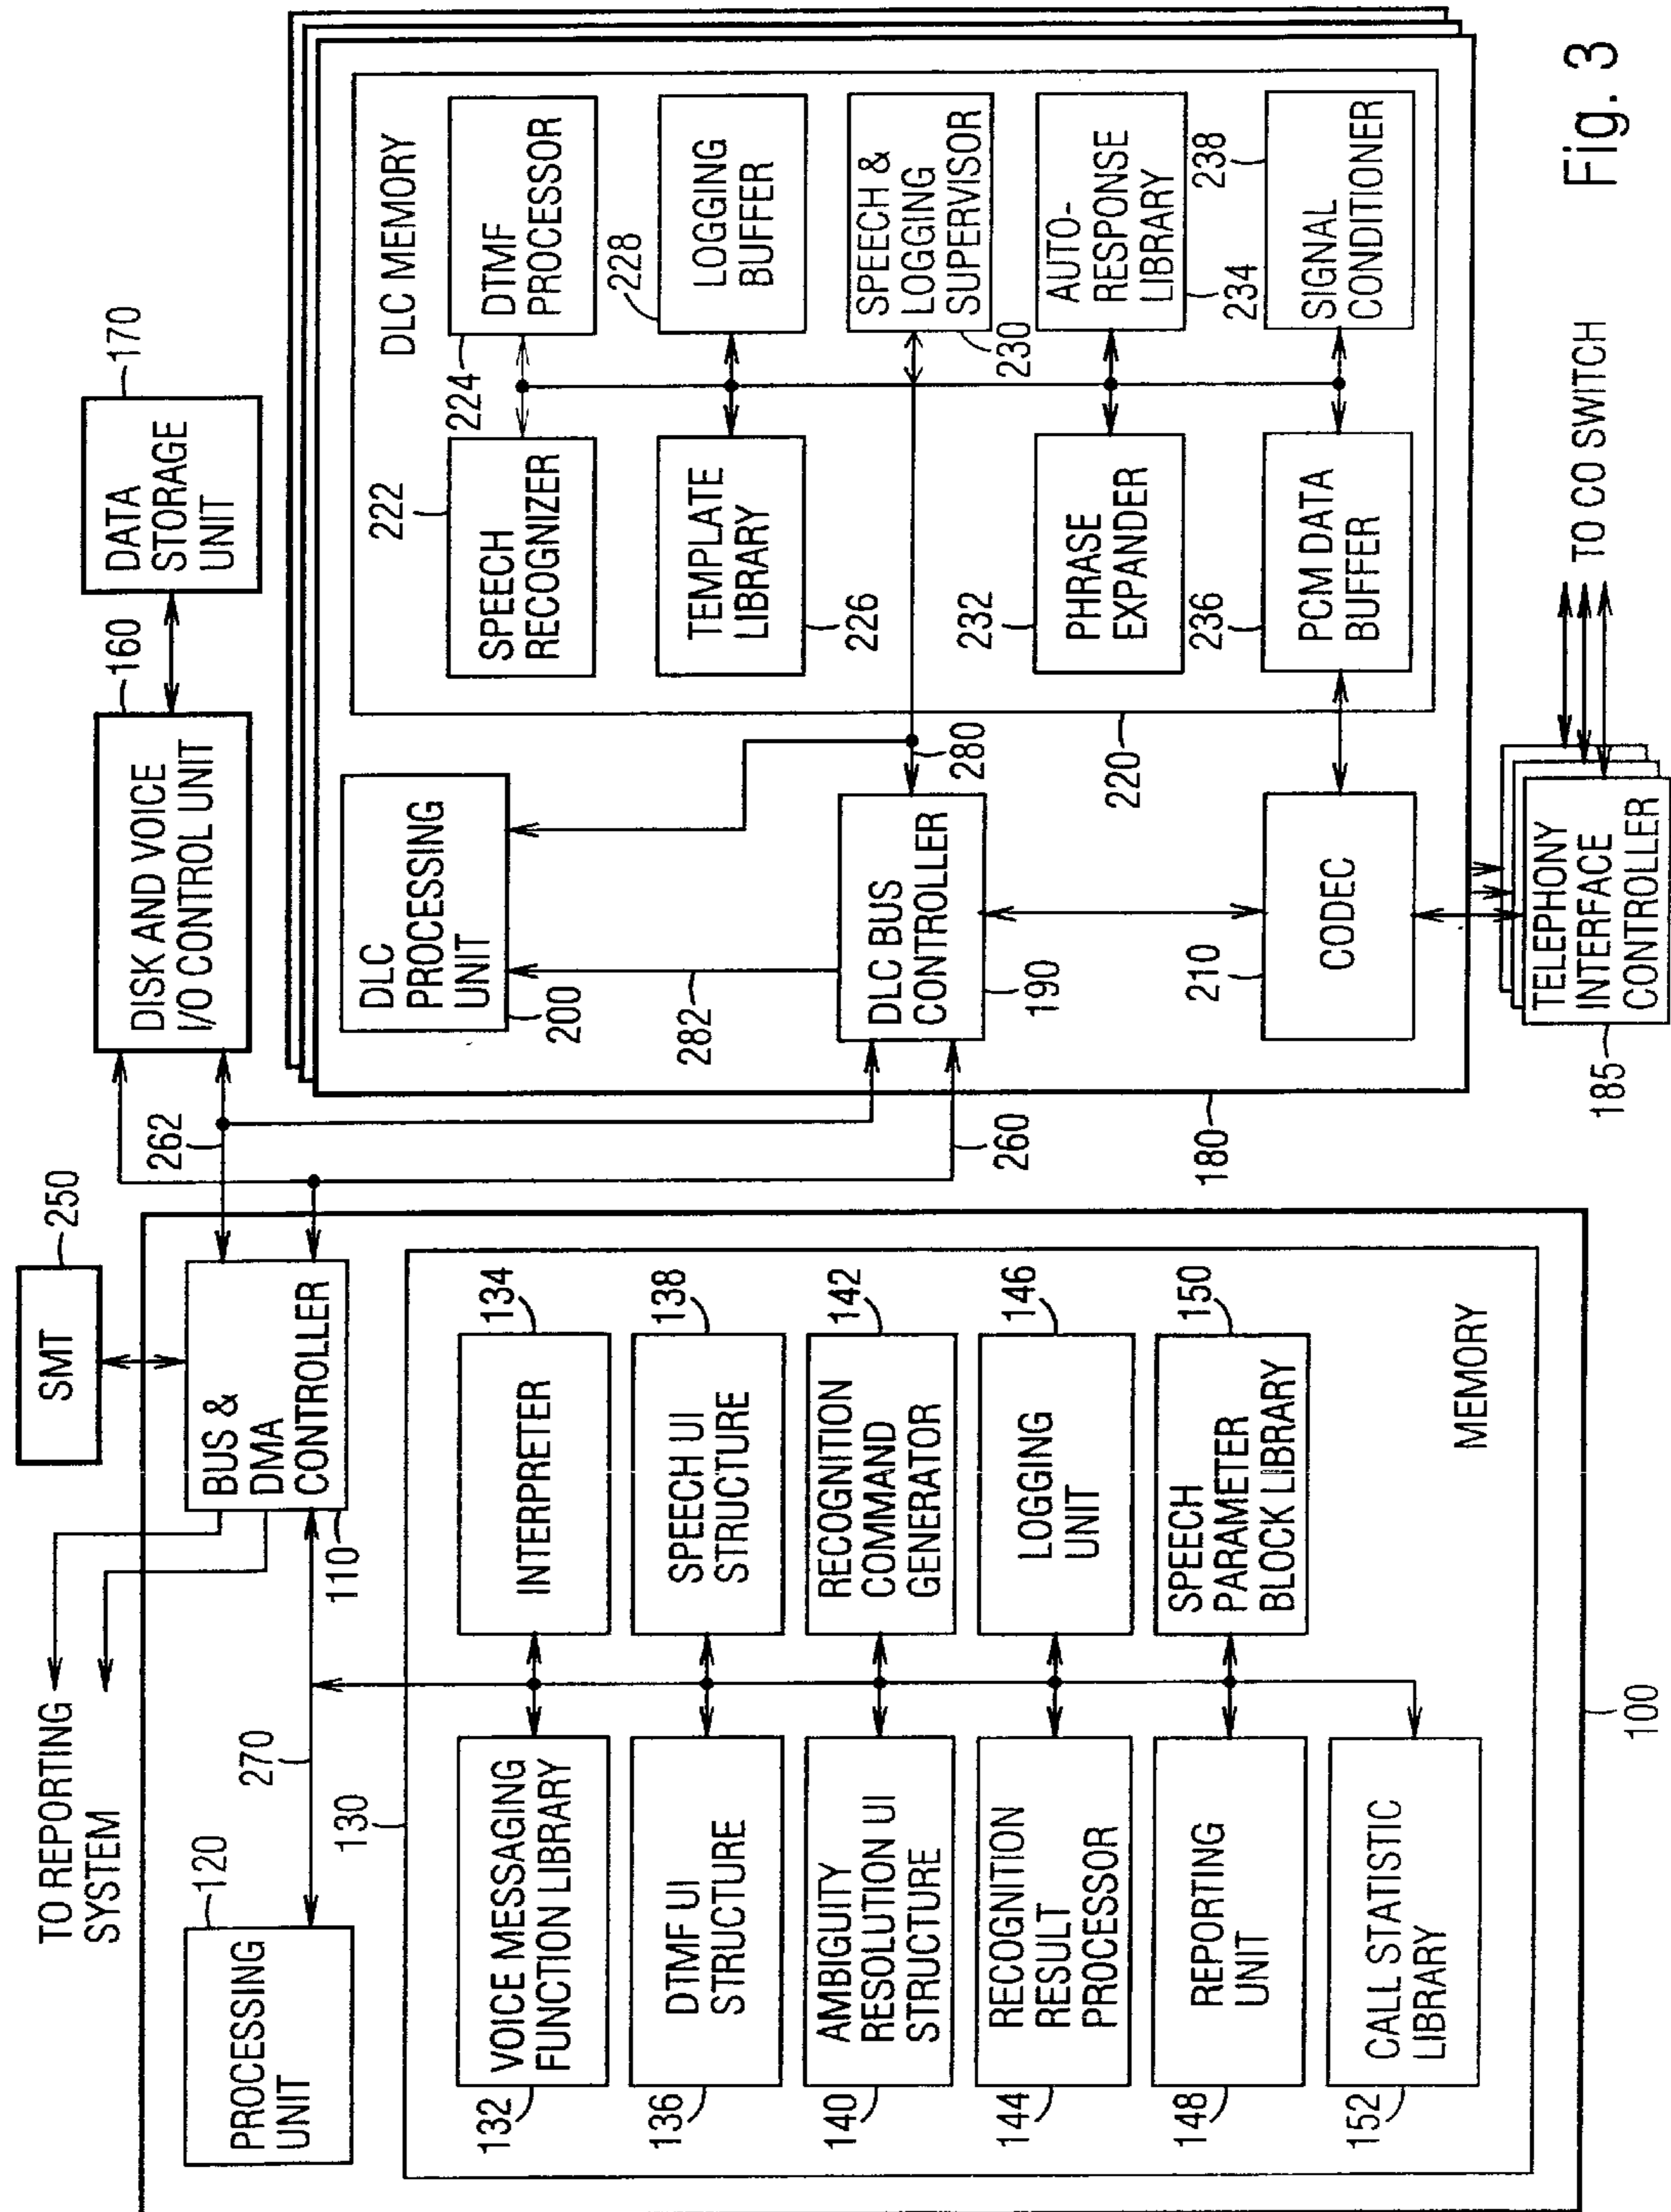 TO REPORTING
SYSTEM
120
PROCESSING
UNIT
270
110
BUS &
DMA
CONTROLLER
SMT
250
130
132
VOICE MESSAGING
FUNCTION LIBRARY
INTERPRETER
134
136
DTMF UI
STRUCTURE
SPEECH UI
STRUCTURE
138
140
AMBIGUITY
RESOLUTION UI
STRUCTURE
RECOGNITION
COMMAND
GENERATOR
142
144
RECOGNITION
RESULT
PROCESSOR
LOGGING
UNIT
146
148
REPORTING
UNIT
SPEECH
PARAMETER
BLOCK LIBRARY
150
152
CALL STATISTIC
LIBRARY
MEMORY
100
262
260
160
DISK AND VOICE
I/O CONTROL UNIT
170
DATA
STORAGE
UNIT
180
DLC
PROCESSING
UNIT
200
282
280
DLC BUS
CONTROLLER
190
210
CODEC
220
DLC MEMORY
222
SPEECH
RECOGNIZER
224
DTMF
PROCESSOR
TEMPLATE
LIBRARY
226
228
LOGGING
BUFFER
SPEECH &
LOGGING
SUPERVISOR
230
232
PHRASE
EXPANDER
AUTO-
RESPONSE
LIBRARY
234
236
PCM DATA
BUFFER
238
SIGNAL
CONDITIONER
185
TELEPHONY
INTERFACE
CONTROLLER
TO CO SWITCH
Fig. 3